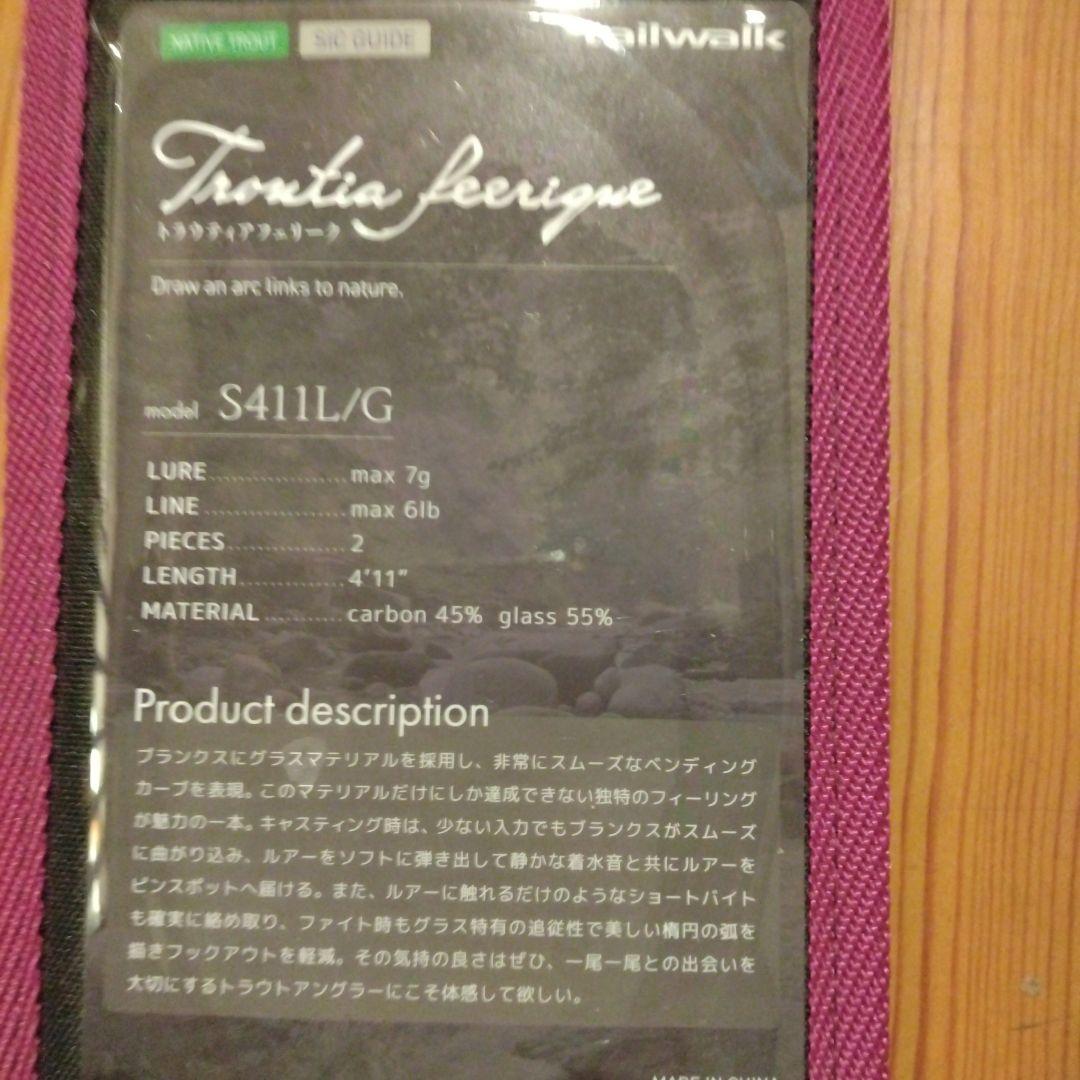 NATIVE TROUT SIC GUIDE tailwalk
Troutia feerique
トラウティアフェリーク
Draw an arc links to nature.
model S411L/G
LURE.................... max 7g
LINE .................... max 6lb
PIECES................. 2
LENGTH............... 4'11"
MATERIAL ........... carbon 45% glass 55%
Product description
ブランクスにグラスマテリアルを採用し、非常にスムーズなベンディング
カーブを表現。このマテリアルだけにしか達成できない独特のフィーリング
が魅力の一本。キャスティング時は、少ない入力でもブランクスがスムーズ
に曲がり込み、ルアーをソフトに弾き出して静かな着水音と共にルアーを
ピンスポットへ届ける。また、ルアーに触れるだけのようなショートバイト
も確実に絡め取り、ファイト時もグラス特有の追従性で美しい楕円の弧を
描きフックアウトを軽減。その気持の良さはぜひ、一尾一尾との出会いを
大切にするトラウトアングラーにこそ体感して欲しい。
MADE IN CHINA